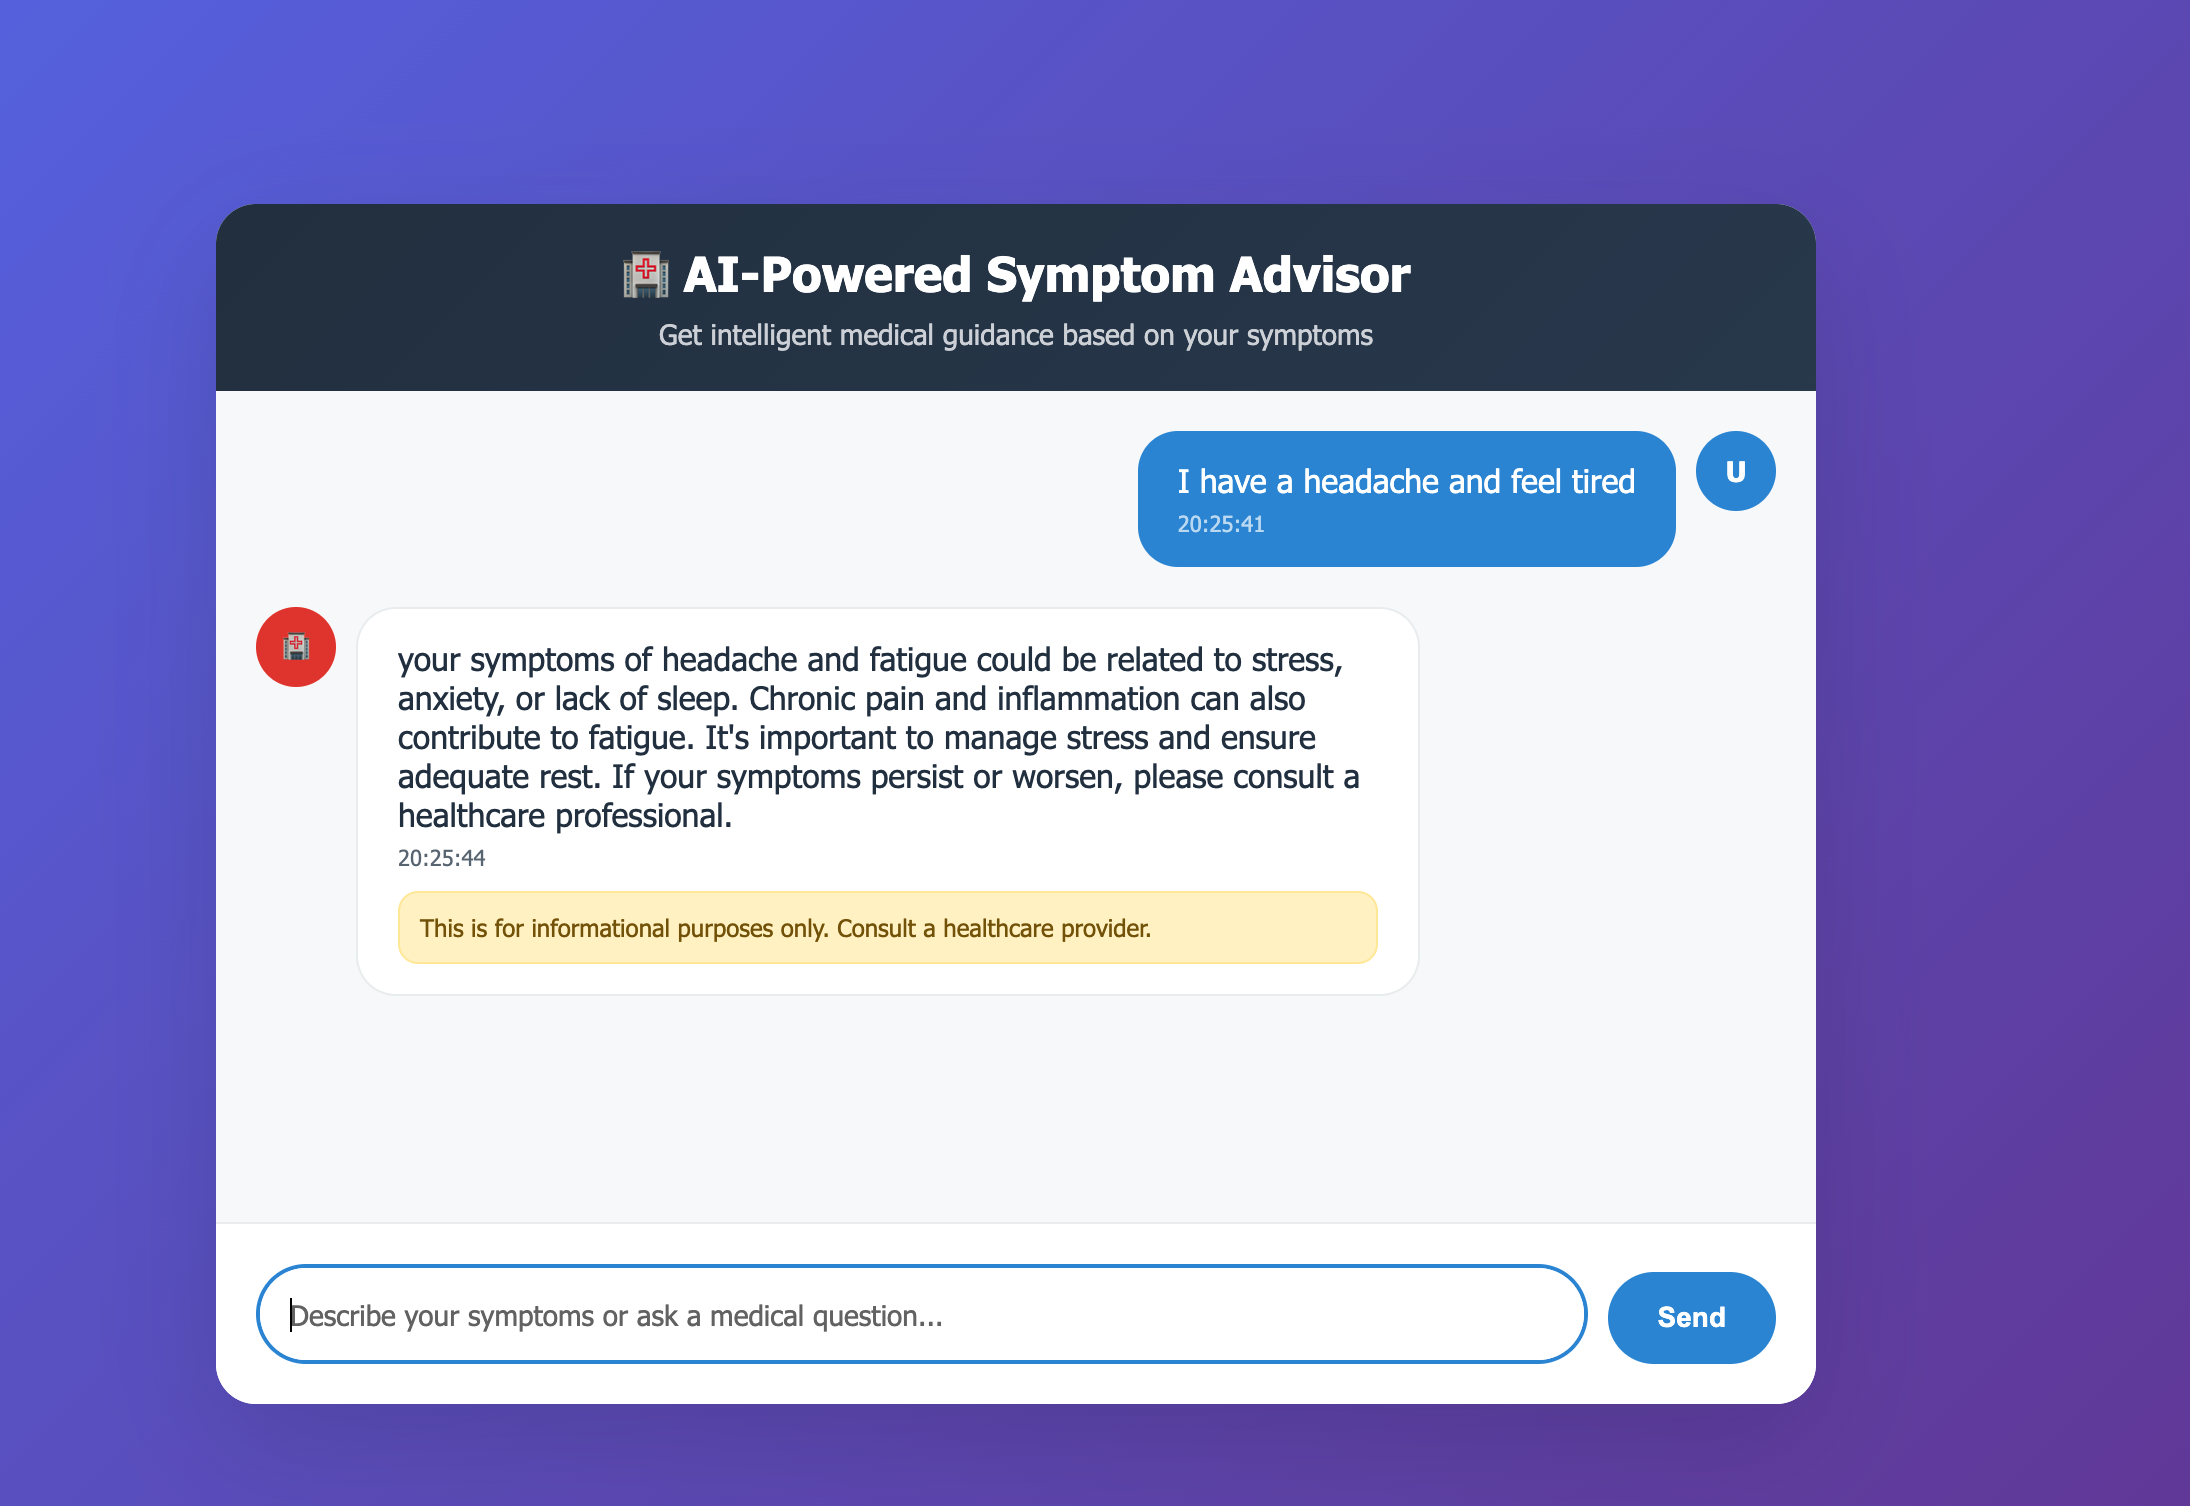 AI-Powered Symptom Advisor
Get intelligent medical guidance based on your symptoms
I have a headache and feel tired
U
20:25:41
your symptoms of headache and fatigue could be related to stress,
anxiety, or lack of sleep. Chronic pain and inflammation can also
contribute to fatigue. It's important to manage stress and ensure
adequate rest. If your symptoms persist or worsen, please consult a
healthcare professional.
20:25:44
This is for informational purposes only. Consult a healthcare provider.
Describe your symptoms or ask a medical question...
Send